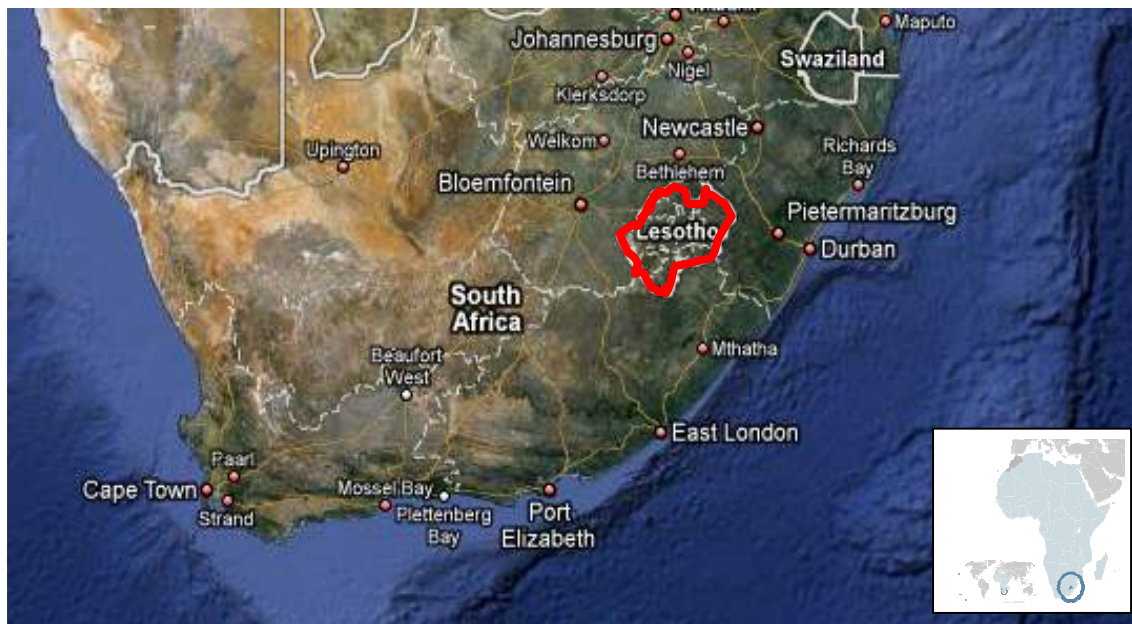 Maputo
Johannesburg
Swaziland
Nigel
Klerksdorp
Newcastle
Welkom
Richards
Bay
Upington
Bethlehem
Bloemfontein
Pietermaritzburg
Lesotho
Durban
South
Africa
Mthatha
Beaufort
West
East London
Paarl
Cape Town
Mossel Bay
Strand
Plettenberg
Bay
Port
Elizabeth